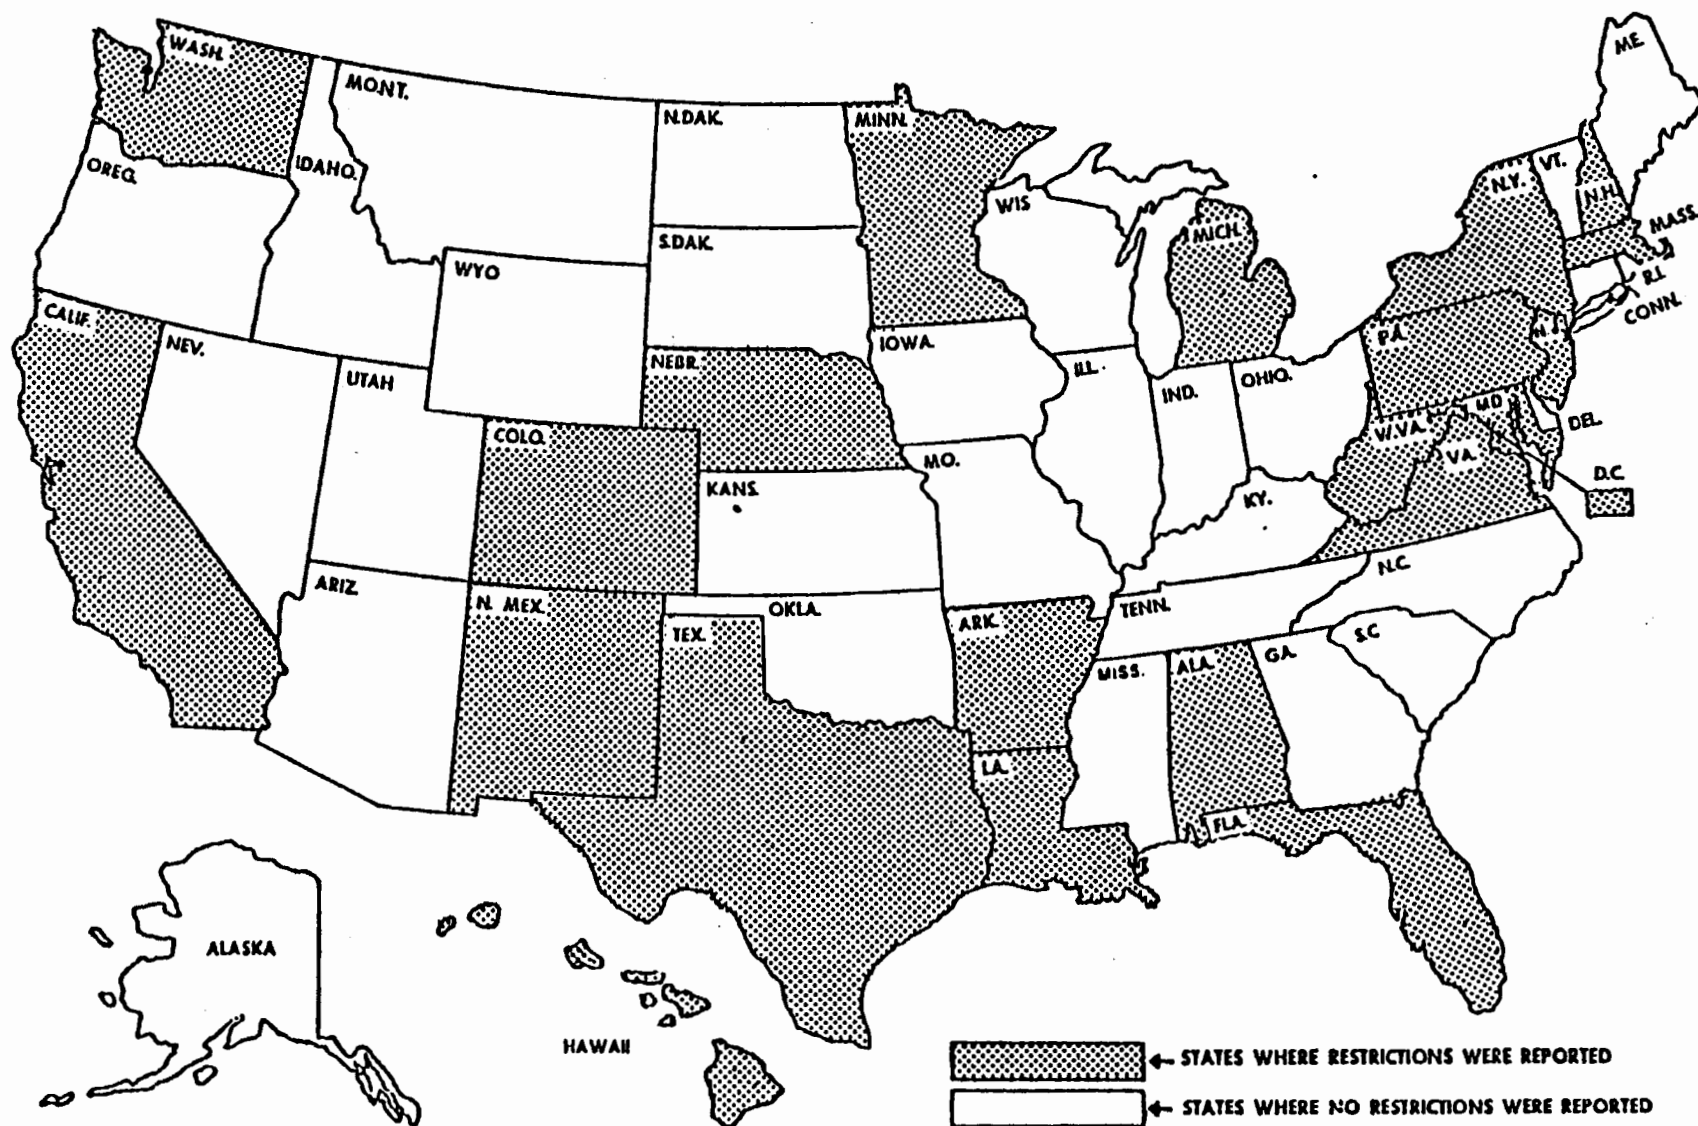 WASH.
MONT.
N.DAK.
MINN.
ME.
OREG.
IDAHO.
WIS
MICH.
N.Y.
VT.
N.H.
MASS.
S.DAK.
WYO
R.I.
CONN.
CALIF.
NEV.
UTAH
NEBR.
IOWA.
ILL.
IND.
OHIO.
PA.
N.J.
MD
DEL.
COLO.
KANS.
MO.
KY.
W.VA.
VA.
D.C.
ARIZ.
N. MEX.
TEX.
OKLA.
ARK.
TENN.
N.C.
MISS.
ALA.
GA.
S.C
LA.
FLA.
ALASKA
HAWAII
STATES WHERE RESTRICTIONS WERE REPORTED
STATES WHERE NO RESTRICTIONS WERE REPORTED